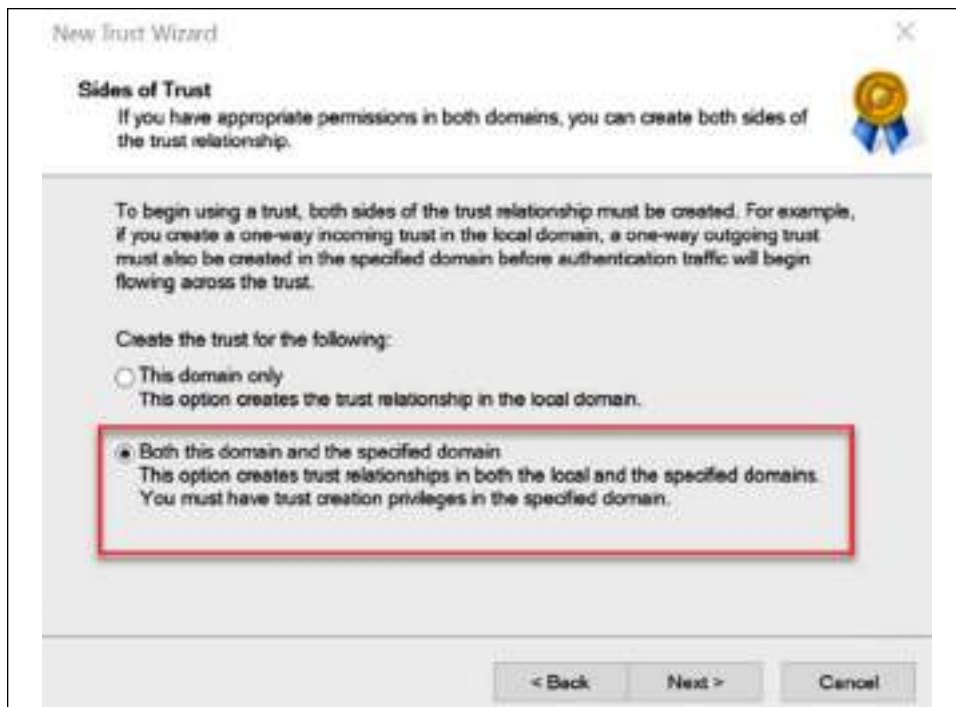 New Trust Wizard
Sides of Trust
If you have appropriate permissions in both domains, you can create both sides of
the trust relationship.
To begin using a trust, both sides of the trust relationship must be created. For example,
if you create a one-way incoming trust in the local domain, a one-way outgoing trust
must also be created in the specified domain before authentication traffic will begin
flowing across the trust.
Create the trust for the following:
This domain only
This option creates the trust relationship in the local domain.
Both this domain and the specified domain
This option creates trust relationships in both the local and the specified domains.
You must have trust creation privileges in the specified domain.
< Back Next > Cancel